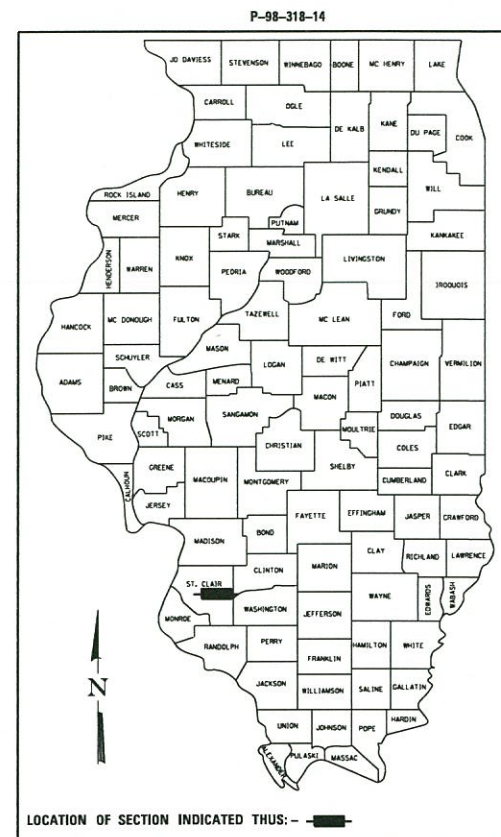 P-98-318-14
JO DAVIESS STEVENSON WINNEBAGO BOONE MC HENRY LAKE
CARROLL OGLE KANE
DE KALB DU PAGE COOK
WHITESIDE LEE
KENDALL
ROCK ISLAND HENRY BUREAU LA SALLE WILL
GRUNDY
MERCER PUTNAM
STARK KANKAKEE
HENDERSON WARREN KNOX MARSHALL LIVINGSTON
PEORIA WOODFORD IROQUOIS
TAZEWELL
HANCOCK MC DONOUGH FULTON MC LEAN FORD
MASON
SCHUYLER LOGAN DE WITT CHAMPAIGN VERMILION
ADAMS BROWN CASS MENARD PIATT
MACON
MORGAN SANGAMON DOUGLAS
PIKE SCOTT CHRISTIAN MOULTRIE COLES EDGAR
GREENE SHELBY
CALHOUN MACOUPIN MONTGOMERY CUMBERLAND CLARK
JERSEY
FAYETTE EFFINGHAM JASPER CRAWFORD
MADISON BOND
CLAY RICHLAND LAWRENCE
CLINTON MARION
ST. CLAIR
WAYNE EDWARDS WABASH
MONROE WASHINGTON JEFFERSON
RANDOLPH PERRY HAMILTON WHITE
FRANKLIN
JACKSON WILLIAMSON SALINE GALLATIN
N
UNION JOHNSON POPE HARDIN
ALEXANDER PULASKI MASSAC
LOCATION OF SECTION INDICATED THUS: -